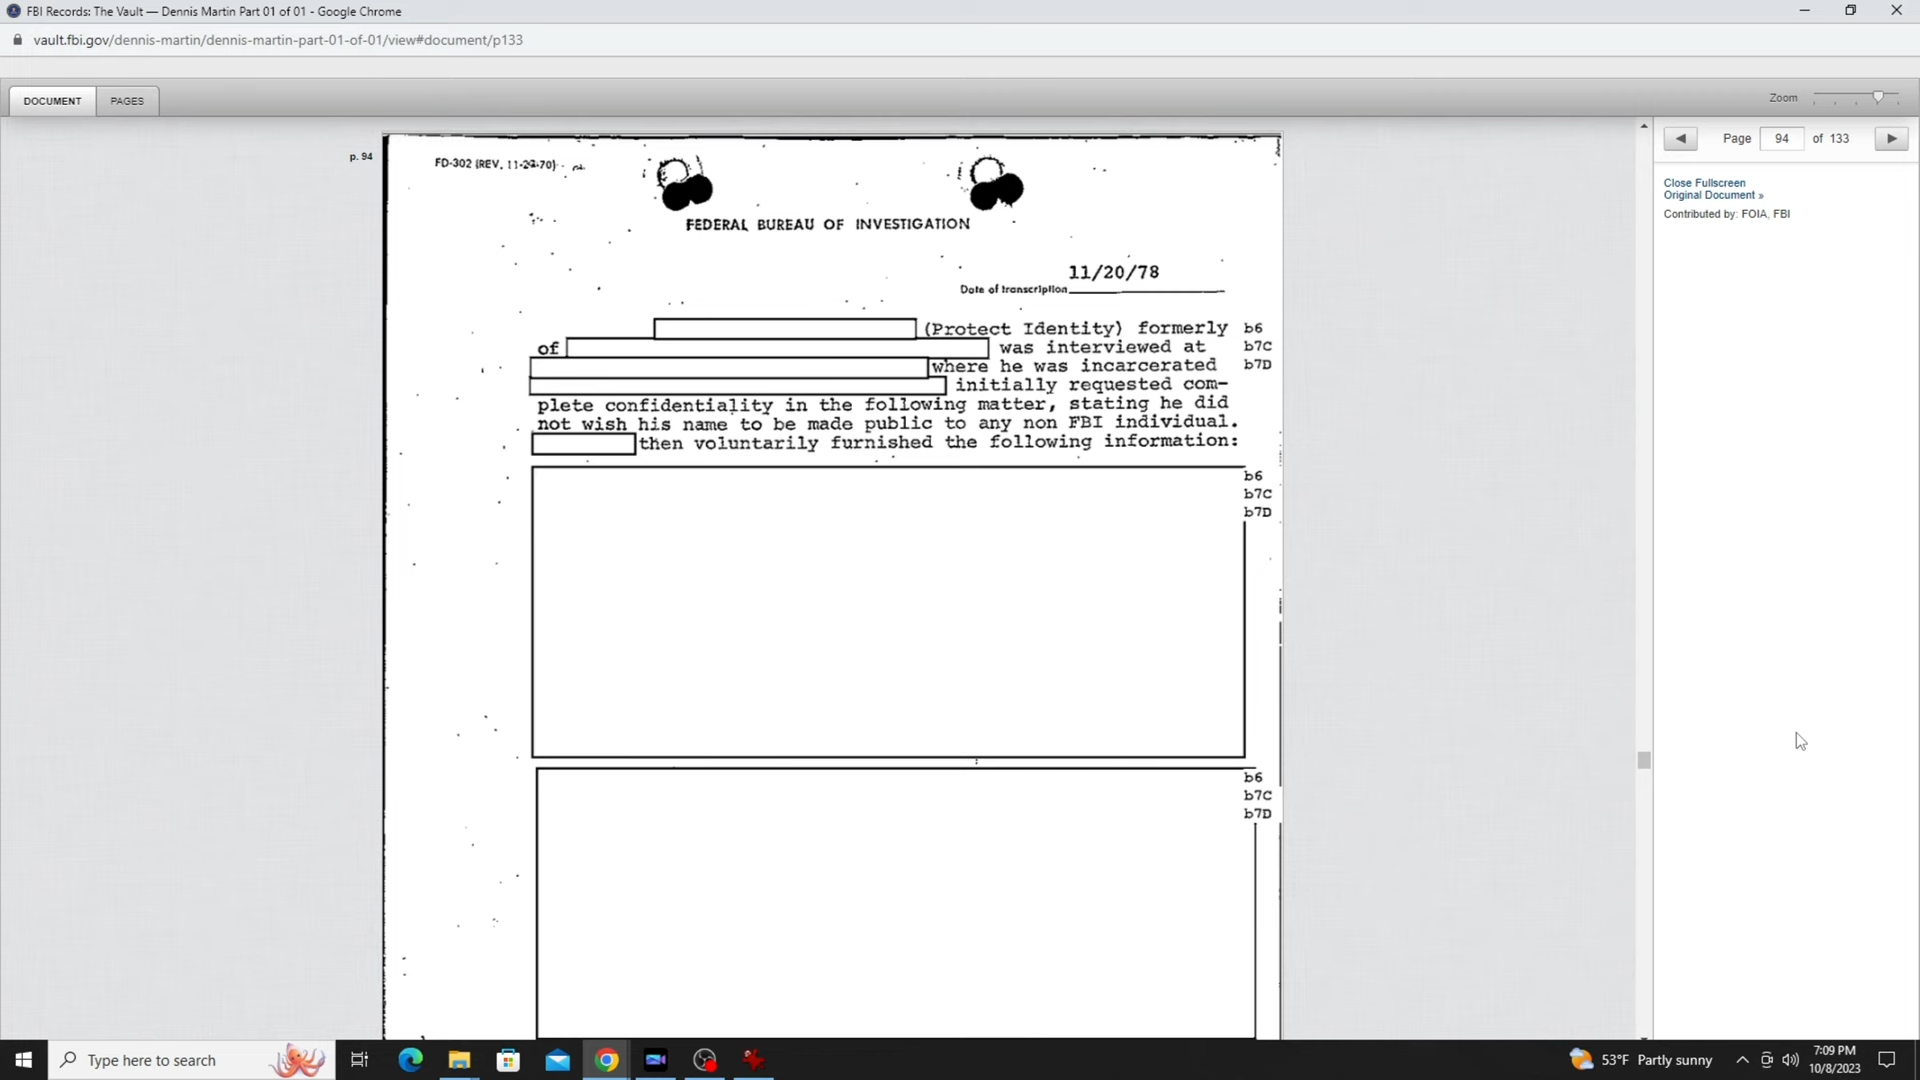 FBI Records: The Vault — Dennis Martin Part 01 of 01 - Google Chrome
vault.fbi.gov/dennis-martin/dennis-martin-part-01-of-01/view#document/p133
DOCUMENT PAGES
Zoom
Page 94 of 133
Close Fullscreen
Original Document »
Contributed by: FOIA, FBI
p. 94
FD-302 (REV. 11-27-70)
FEDERAL BUREAU OF INVESTIGATION
11/20/78
Date of transcription
(Protect Identity) formerly b6
of was interviewed at b7C
where he was incarcerated b7D
initially requested com-
plete confidentiality in the following matter, stating he did
not wish his name to be made public to any non FBI individual.
then voluntarily furnished the following information:
b6
b7C
b7D
b6
b7C
b7D
Type here to search
53°F Partly sunny
7:09 PM
10/8/2023